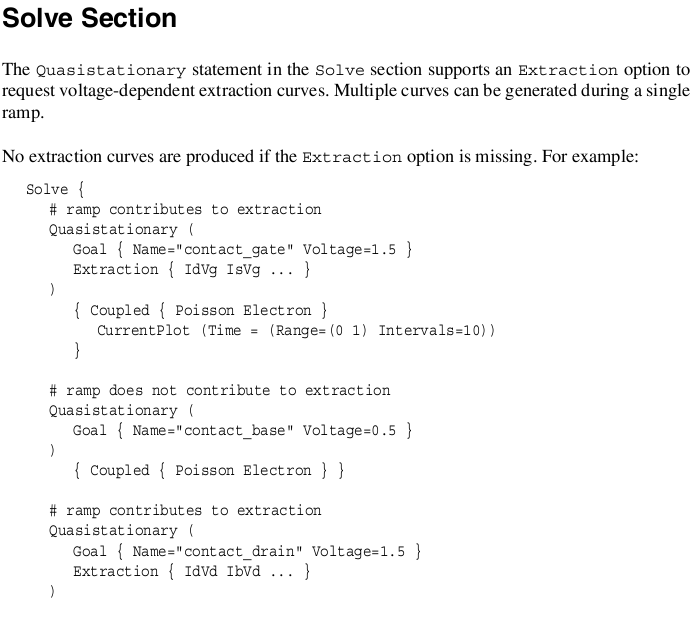 Solve Section
The Quasistationary statement in the Solve section supports an Extraction option to
request voltage-dependent extraction curves. Multiple curves can be generated during a single
ramp.
No extraction curves are produced if the Extraction option is missing. For example:
Solve {
# ramp contributes to extraction
Quasistationary (
Goal { Name="contact_gate" Voltage=1.5 }
Extraction { IdVg IsVg ... }
)
{ Coupled { Poisson Electron }
CurrentPlot (Time = (Range=(0 1) Intervals=10))
}
# ramp does not contribute to extraction
Quasistationary (
Goal { Name="contact_base" Voltage=0.5 }
)
{ Coupled { Poisson Electron } }
# ramp contributes to extraction
Quasistationary (
Goal { Name="contact_drain" Voltage=1.5 }
Extraction { IdVd IbVd ... }
)